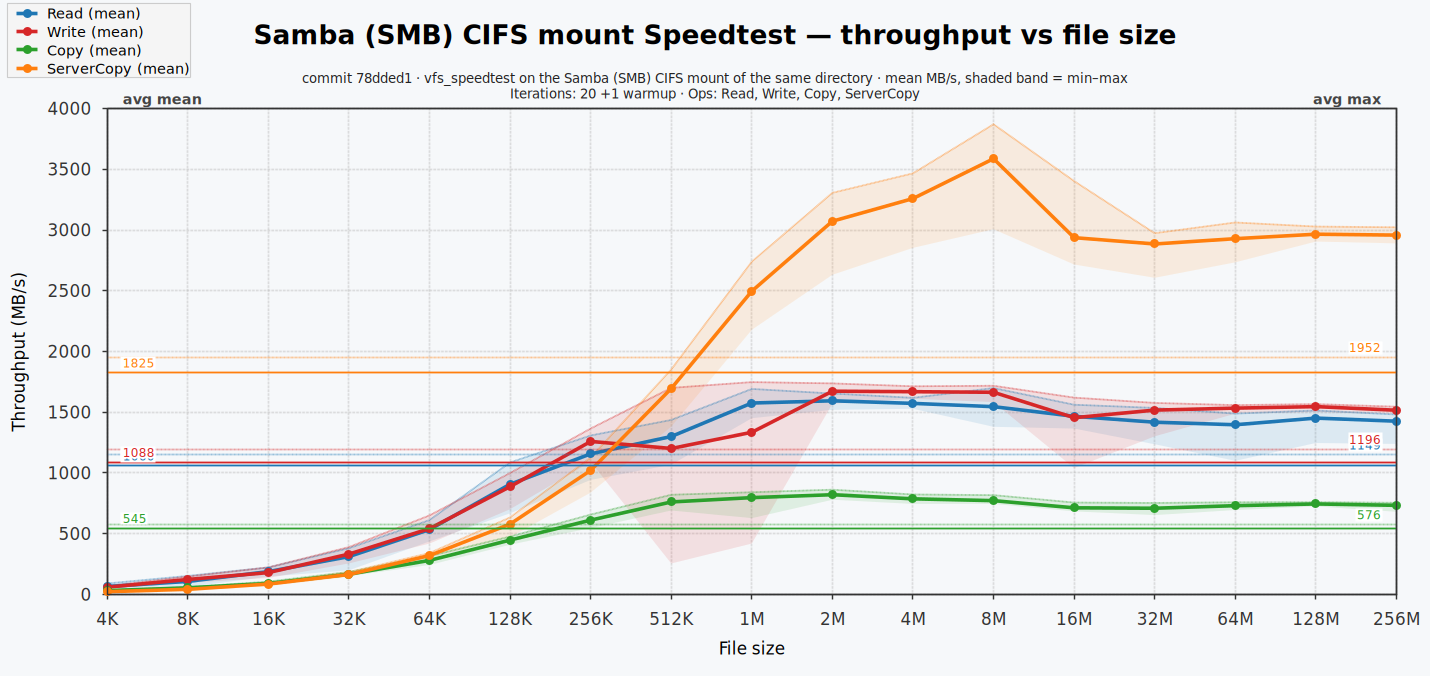 Read (mean)
Write (mean)
Copy (mean)
ServerCopy (mean)
Samba (SMB) CIFS mount Speedtest — throughput vs file size
commit 78dded1 · vfs_speedtest on the Samba (SMB) CIFS mount of the same directory · mean MB/s, shaded band = min–max
Iterations: 20 +1 warmup · Ops: Read, Write, Copy, ServerCopy
avg mean
avg max
4000
3500
3000
2500
2000
1500
1000
500
0
Throughput (MB/s)
1825
1088
545
1952
1196
1149
576
4K
8K
16K
32K
64K
128K
256K
512K
1M
2M
4M
8M
16M
32M
64M
128M
256M
File size